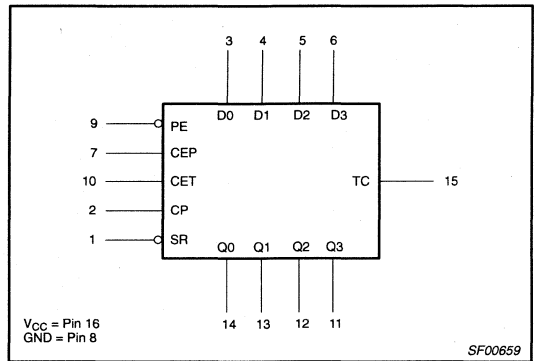 3 4 5 6
D0 D1 D2 D3
9 PE
7 CEP
10 CET TC 15
2 CP
1 SR
Q0 Q1 Q2 Q3
14 13 12 11
VCC = Pin 16
GND = Pin 8
SF00659